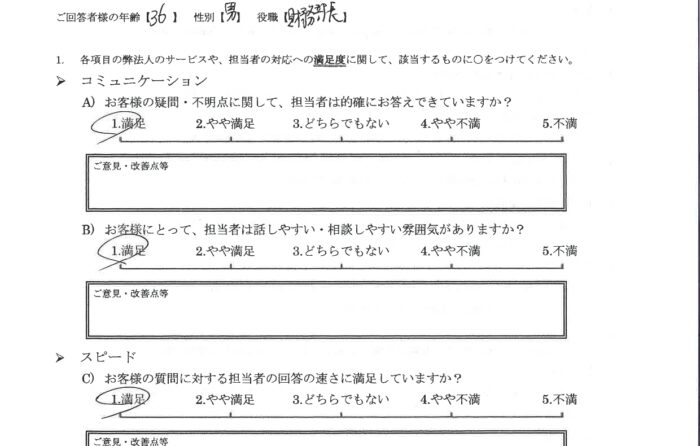 ご回答者様の年齢【36】 性別【男】 役職【財務部長】
1. 各項目の弊法人のサービスや、担当者の対応への満足度に関して、該当するものに〇をつけてください。
➢ コミュニケーション
A) お客様の疑問・不明点に関して、担当者は的確にお答えできていますか？
1.満足 2.やや満足 3.どちらでもない 4.やや不満 5.不満
ご意見・改善点等
B) お客様にとって、担当者は話しやすい・相談しやすい雰囲気がありますか？
1.満足 2.やや満足 3.どちらでもない 4.やや不満 5.不満
ご意見・改善点等
➢ スピード
C) お客様の質問に対する担当者の回答の速さに満足していますか？
1.満足 2.やや満足 3.どちらでもない 4.やや不満 5.不満
ご意見・改善点等